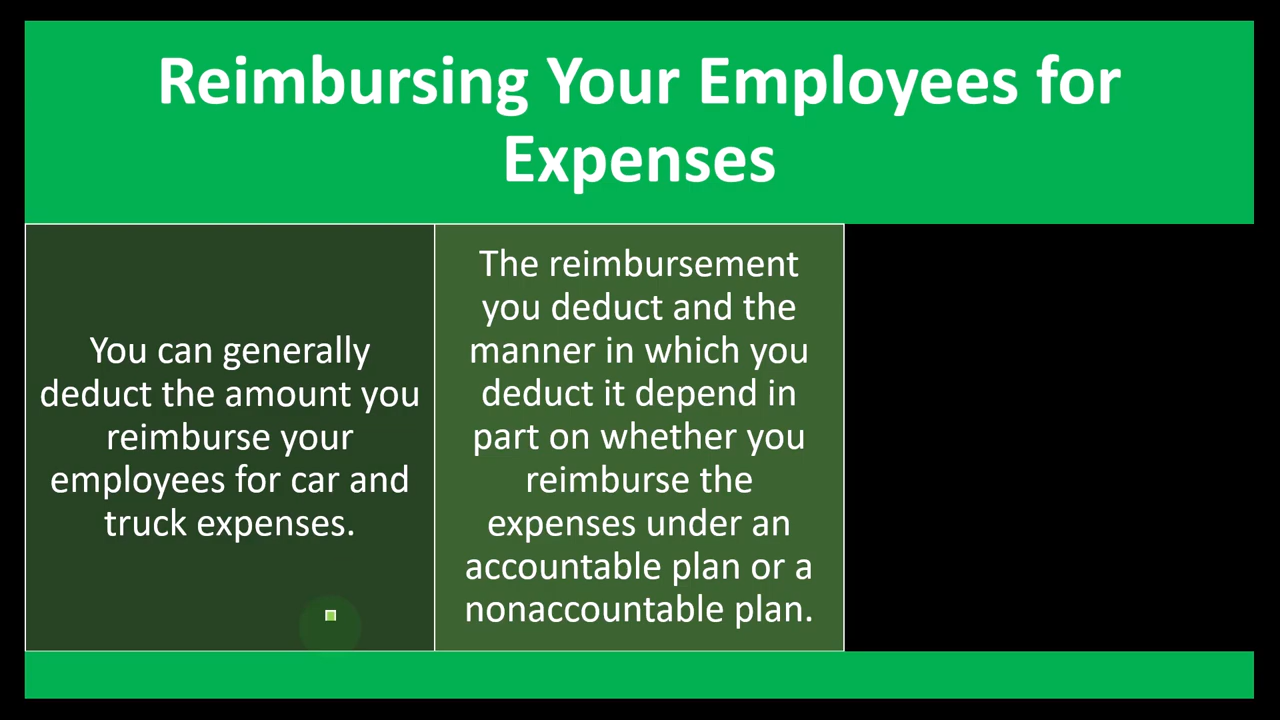 Reimbursing Your Employees for
Expenses
You can generally
deduct the amount you
reimburse your
employees for car and
truck expenses.
The reimbursement
you deduct and the
manner in which you
deduct it depend in
part on whether you
reimburse the
expenses under an
accountable plan or a
nonaccountable plan.